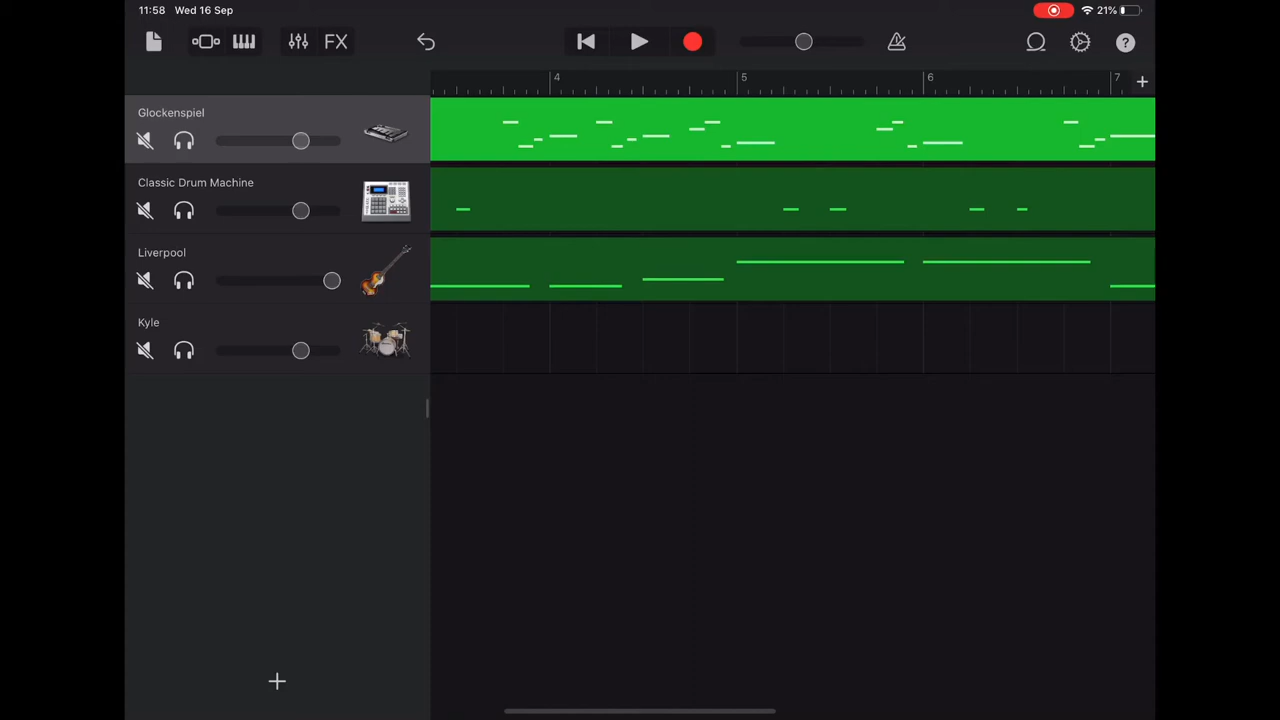 11:58 Wed 16 Sep
21%
FX
?
4 5 6 7 +
Glockenspiel
Classic Drum Machine
Liverpool
Kyle
+